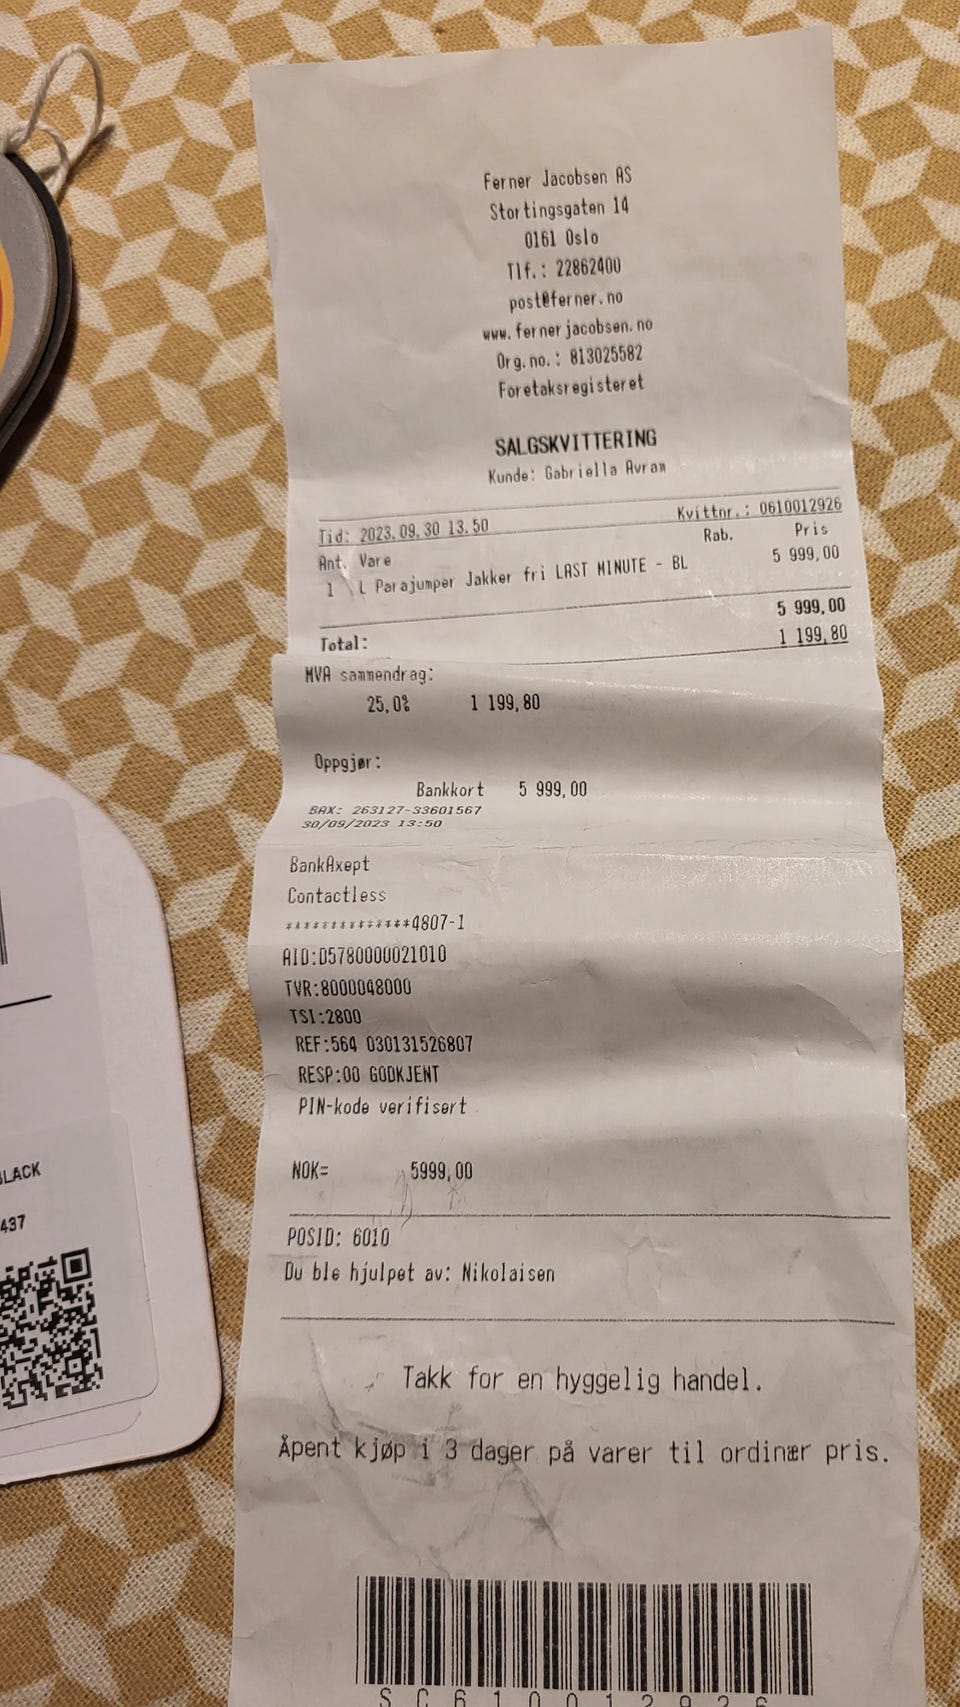 Ferner Jacobsen AS
Stortingsgaten 14
0161 Oslo
Tlf.: 22862400
post@ferner.no
www.fernerjacobsen.no
Org.no.: 813025582
Foretaksregisteret
SALGSKVITTERING
Kunde: Gabriella Avram
Tid: 2023.09.30 13.50 Kvittnr.: 0610012926
Ant. Vare Rab. Pris
1 L Parajumper Jakker fri LAST MINUTE - BL 5 999,00
5 999,00
Total: 1 199,80
MVA sammendrag:
25,0% 1 199,80
Oppgjør:
Bankkort 5 999,00
BAX: 263127-33601567
30/09/2023 13:50
BankAxept
Contactless
**************4807-1
AID:D5780000021010
TVR:8000048000
TSI:2800
REF:564 030131526807
RESP:00 GODKJENT
PIN-kode verifisert
NOK= 5999,00
POSID: 6010
Du ble hjulpet av: Nikolaisen
Takk for en hyggelig handel.
Åpent kjøp i 3 dager på varer til ordinær pris.
SC610012926
LACK
437